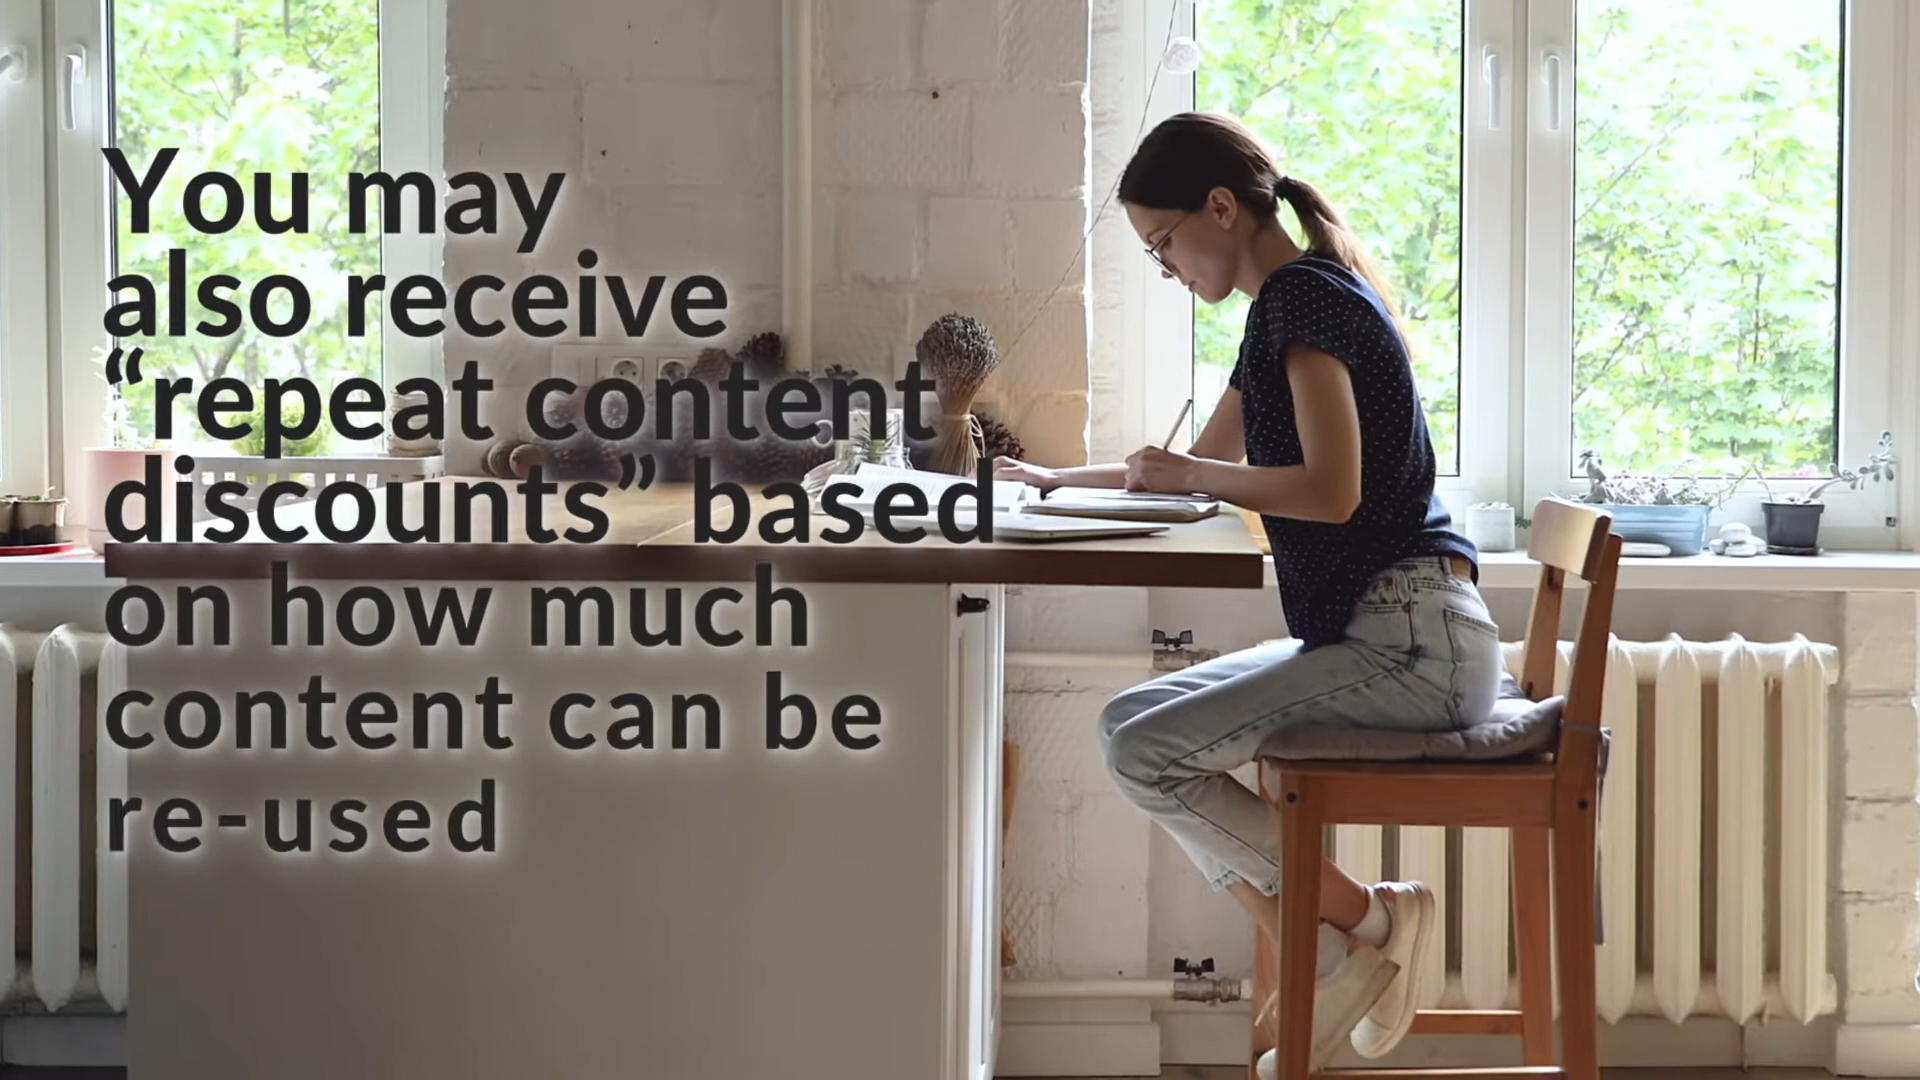 You may
also receive
“repeat content
discounts” based
on how much
content can be
re-used